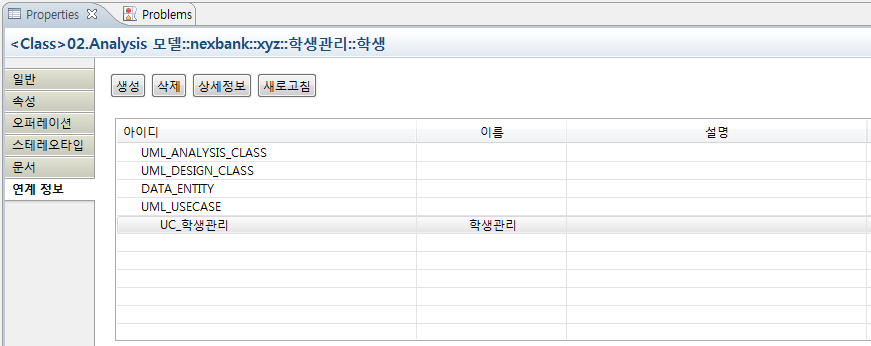 Properties Problems
<Class>02.Analysis 모델::nexbank::xyz::학생관리::학생
일반
속성
오퍼레이션
스테레오타입
문서
연계 정보
생성 삭제 상세정보 새로고침
아이디 이름 설명
UML_ANALYSIS_CLASS
UML_DESIGN_CLASS
DATA_ENTITY
UML_USECASE
UC_학생관리 학생관리